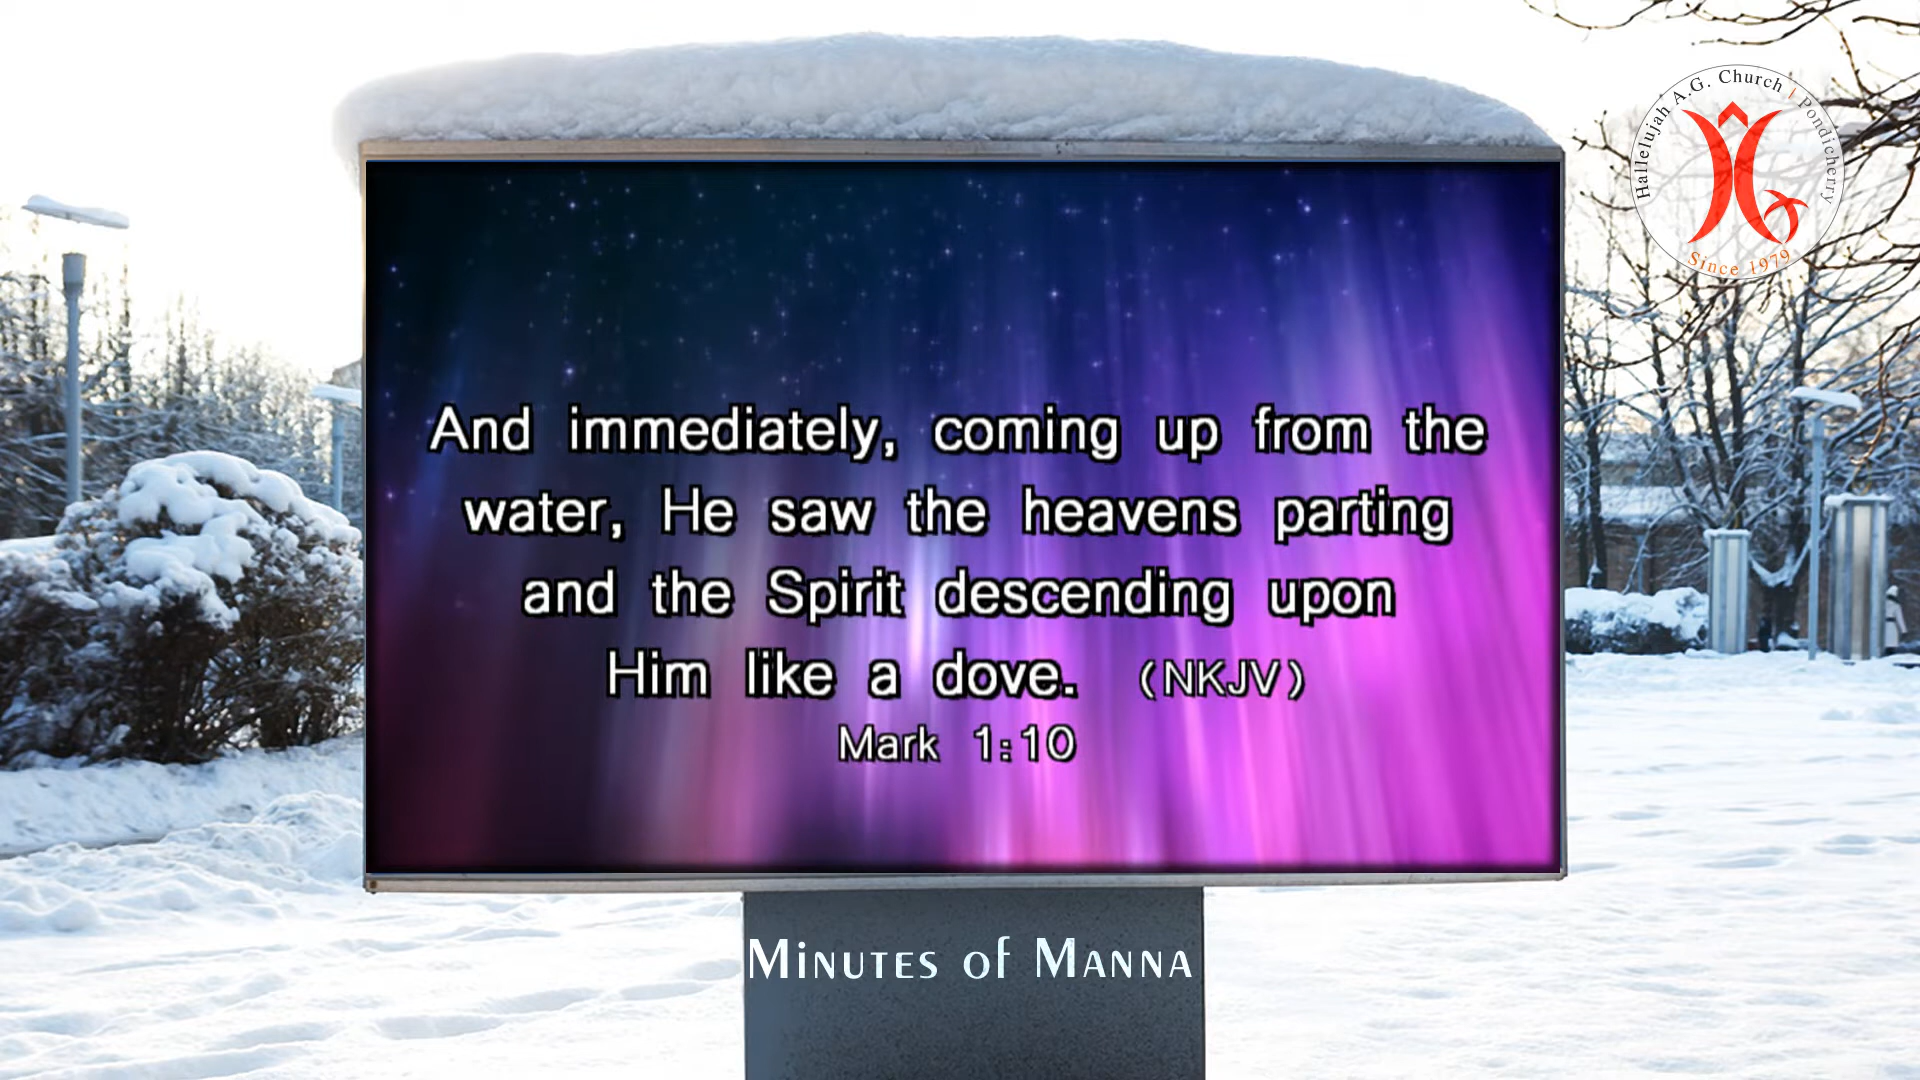 Hallelujah A.G. Church | Pondicherry
Since 1979
And immediately, coming up from the
water, He saw the heavens parting
and the Spirit descending upon
Him like a dove. (NKJV)
Mark 1:10
Minutes of Manna